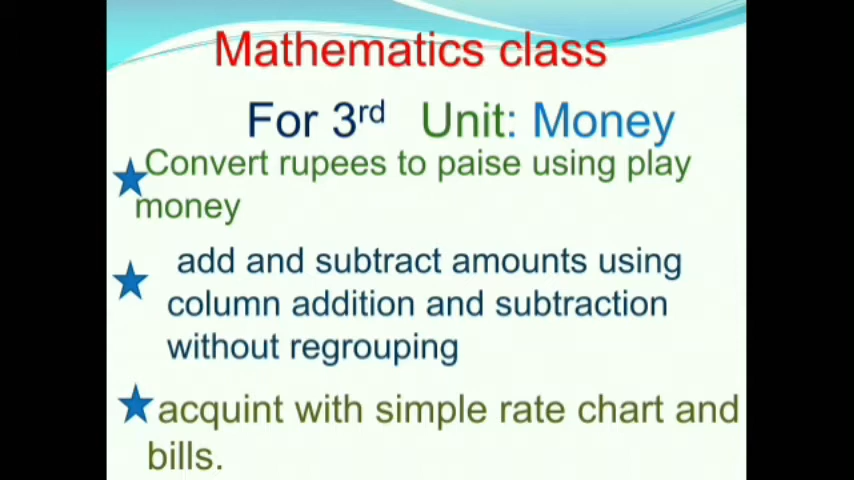 Mathematics class
For 3rd Unit: Money
Convert rupees to paise using play
money
add and subtract amounts using
column addition and subtraction
without regrouping
acquint with simple rate chart and
bills.